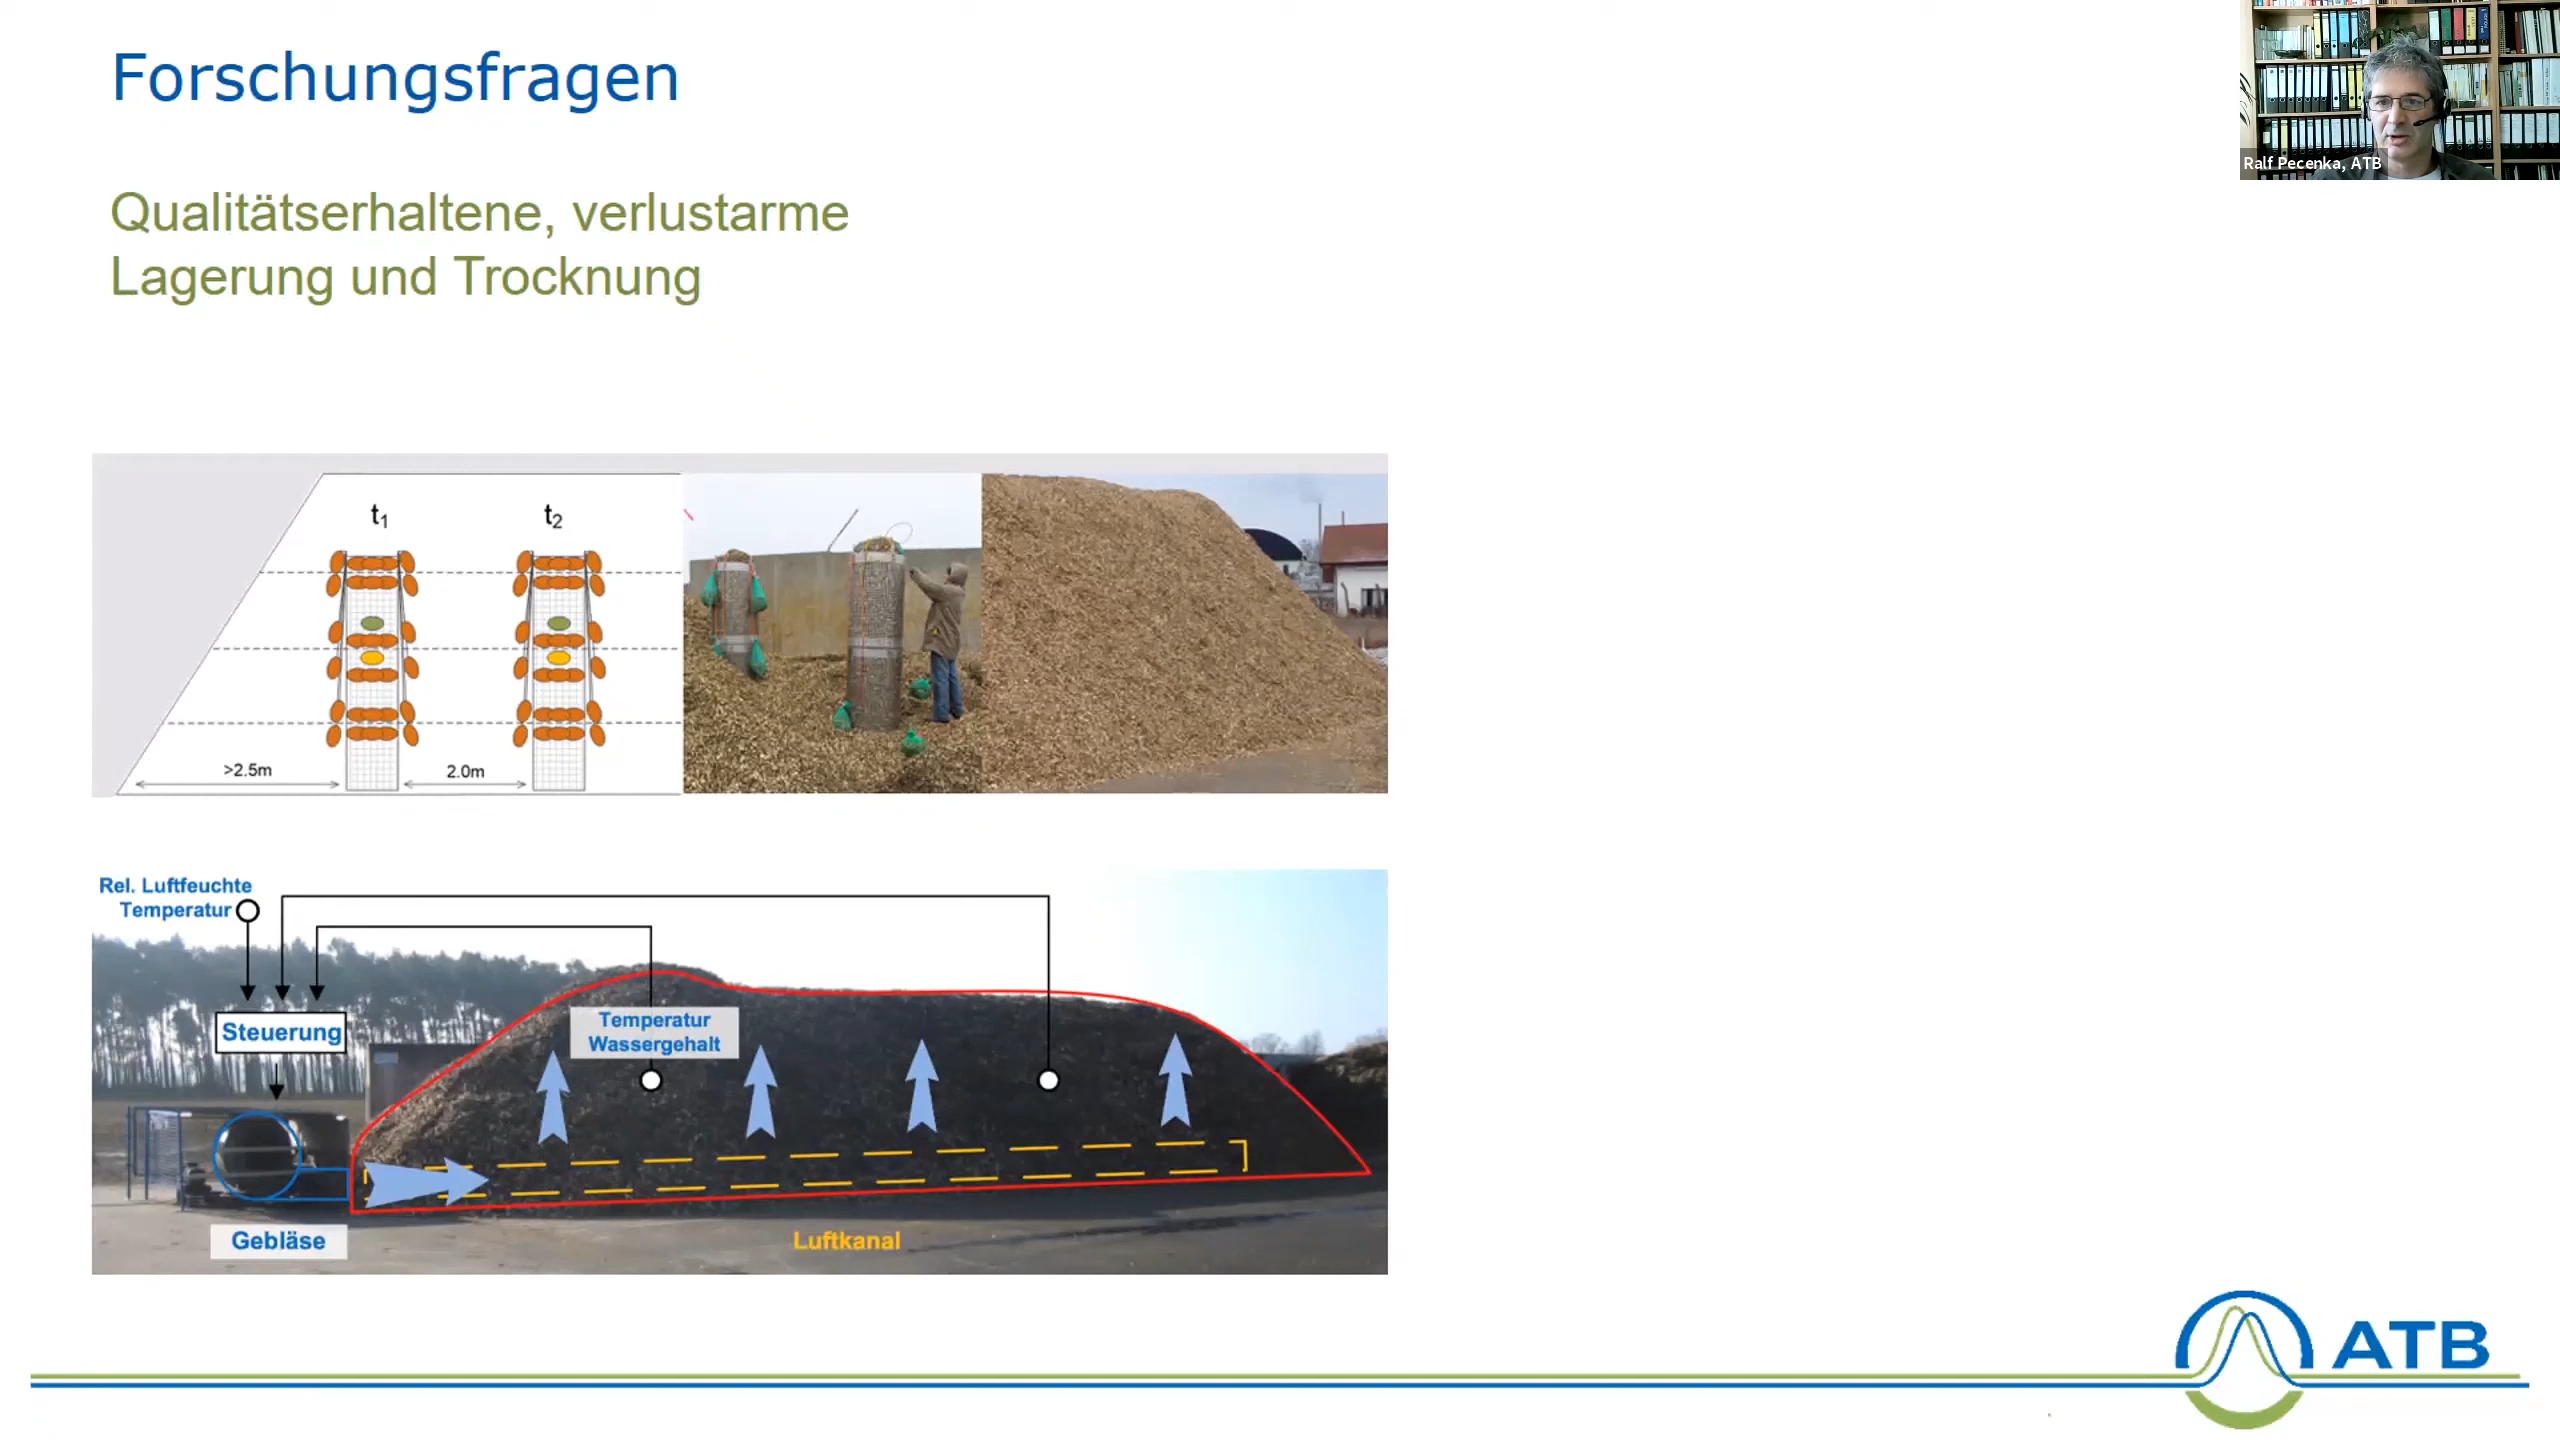 Forschungsfragen
Ralf Pecenka, ATB
Qualitätserhaltene, verlustarme
Lagerung und Trocknung
t1
t2
>2.5m
2.0m
Rel. Luftfeuchte
Temperatur
Steuerung
Temperatur
Wassergehalt
Gebläse
Luftkanal
ATB